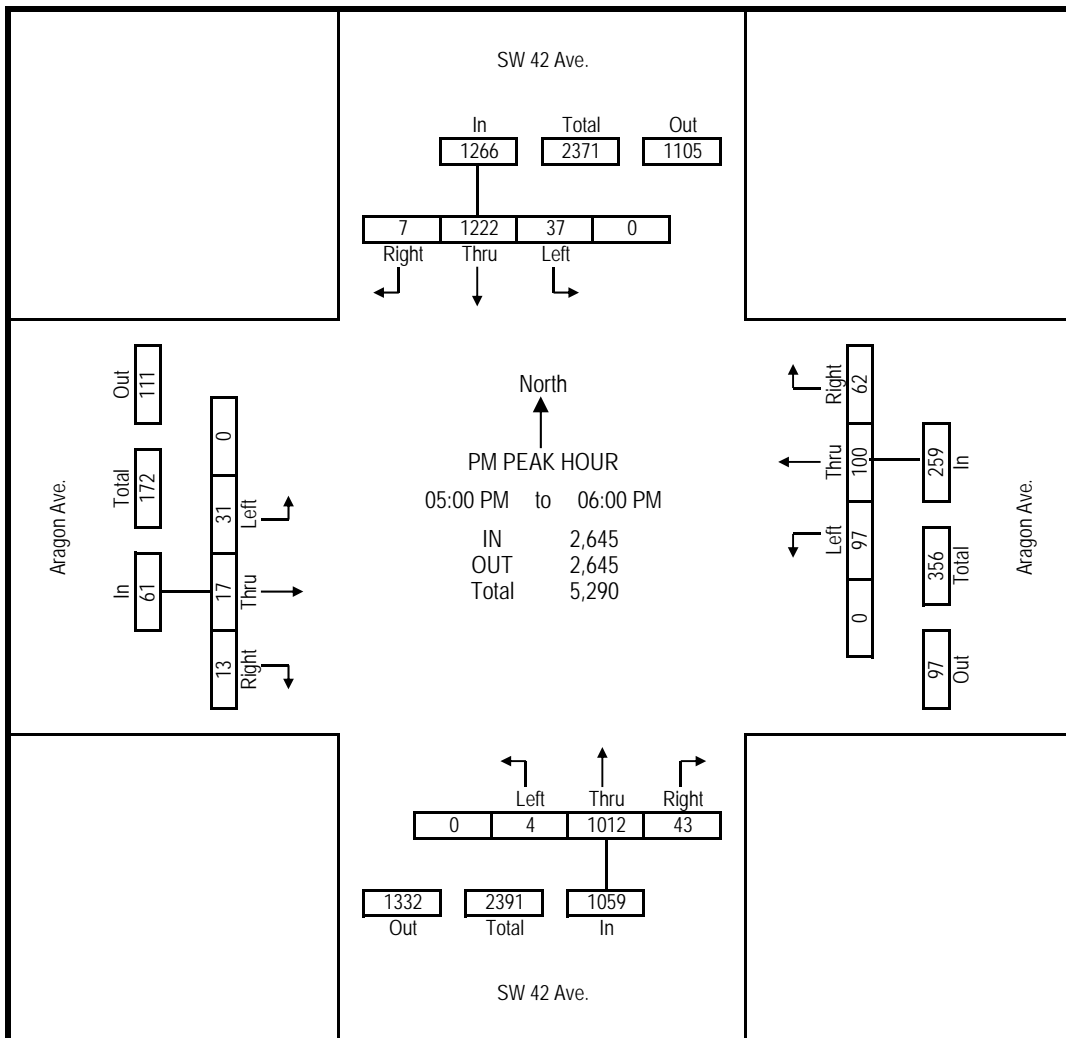 SW 42 Ave.
In Total Out
1266 2371 1105
7 1222 37 0
Right Thru Left
Aragon Ave.
Out 111
Total 172
In 61
0
31 Left
17 Thru
13 Right
North
PM PEAK HOUR
05:00 PM to 06:00 PM
IN 2,645
OUT 2,645
Total 5,290
Right 62
Thru 100
Left 97
0
259 In
356 Total
97 Out
Aragon Ave.
Left Thru Right
0 4 1012 43
1332 2391 1059
Out Total In
SW 42 Ave.